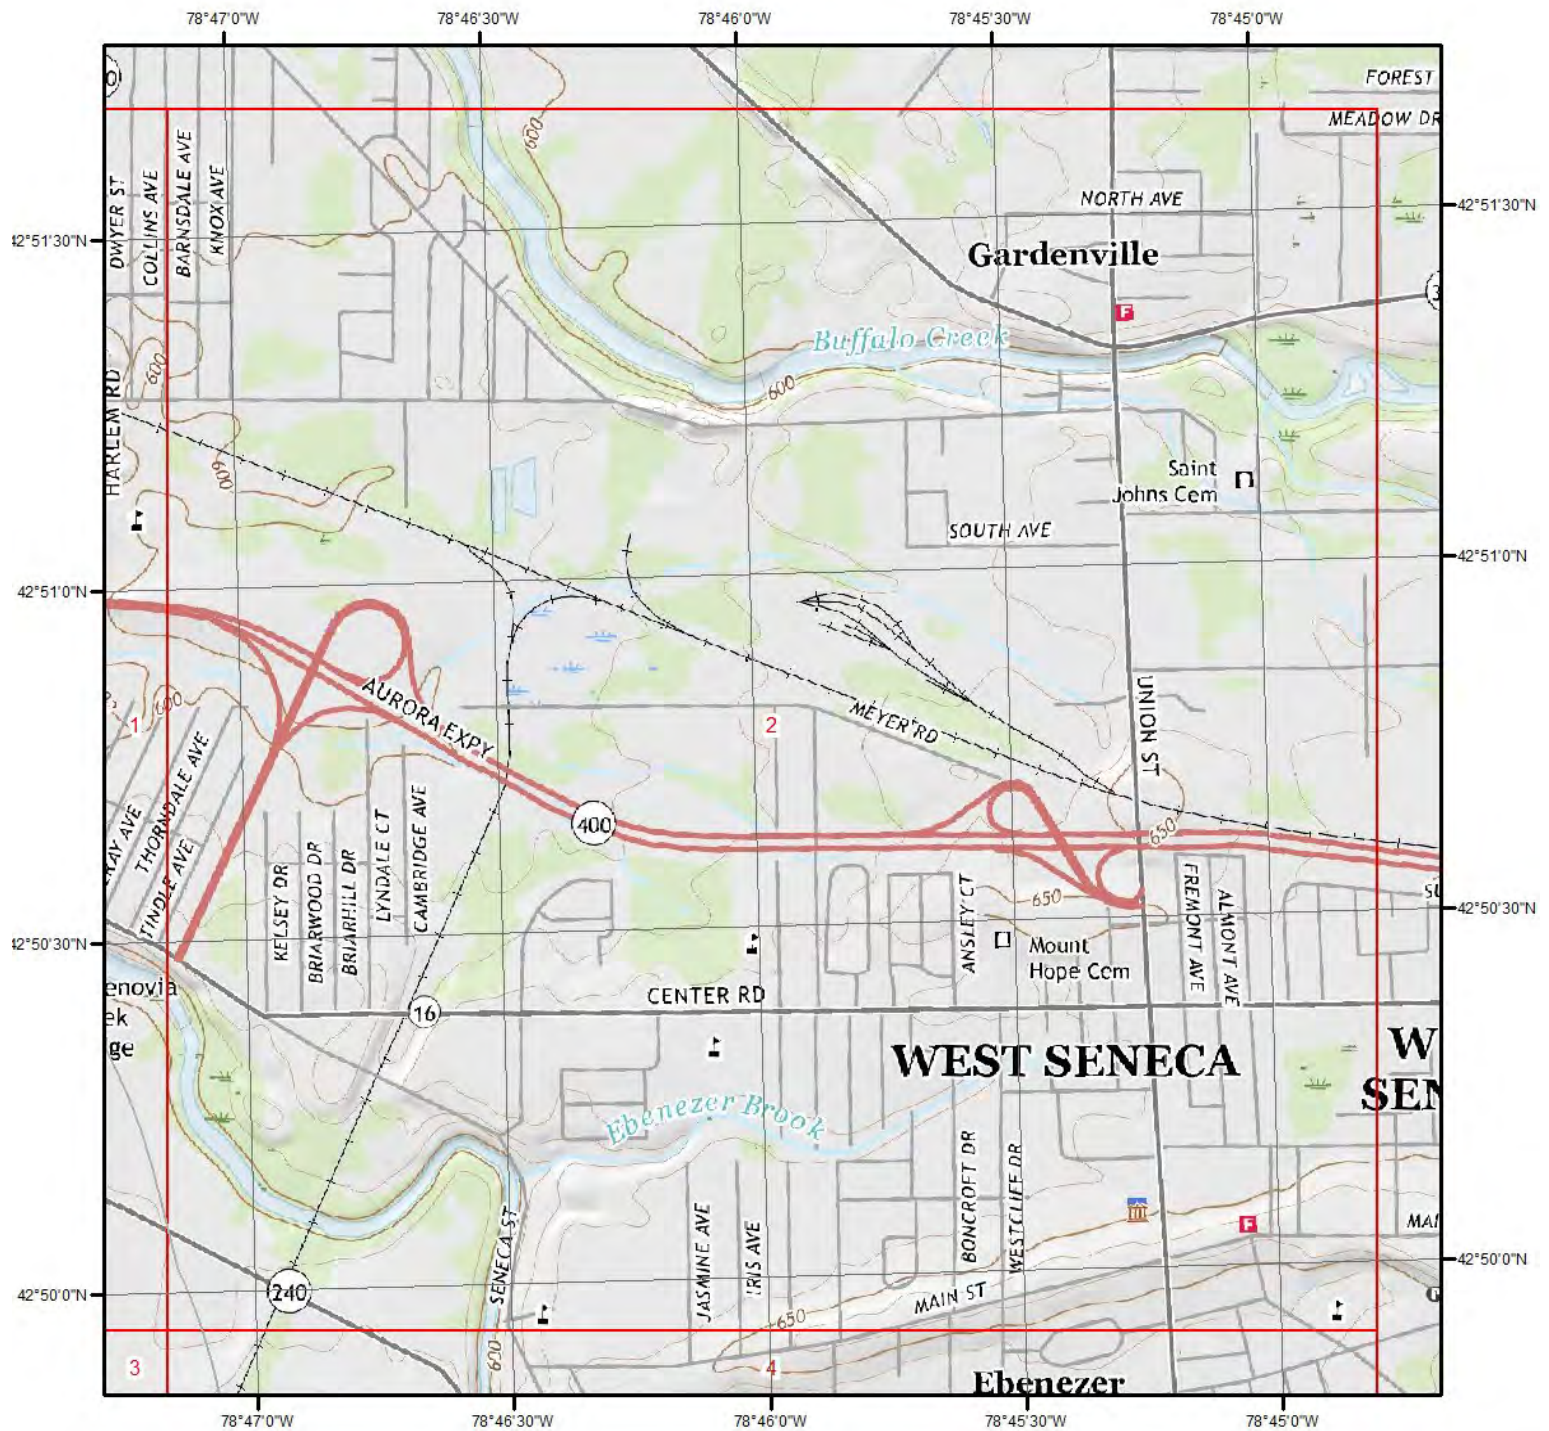 78°47'0"W
78°46'30"W
78°46'0"W
78°45'30"W
78°45'0"W
FOREST
MEADOW DR
600
DWYER ST
COLLINS AVE
BARNSDALE AVE
KNOX AVE
NORTH AVE
42°51'30"N
42°51'30"N
Gardenville
F
Buffalo Creek
600
600
HARLEM RD
600
Saint
Johns Cem
SOUTH AVE
42°51'0"N
42°51'0"N
AURORA EXPY
600
1
2
MEYER RD
UNION ST
THORNDALE AVE
TINDLE AVE
400
650
KELSEY DR
BRIARWOOD DR
BRIARHILL DR
LYNDALE CT
CAMBRIDGE AVE
ANSLEY CT
650
FREMONT AVE
ALMONT AVE
42°50'30"N
42°50'30"N
Mount
Hope Cem
enovia
ek
ge
CENTER RD
16
WEST SENECA
W
SEN
Ebenezer Brook
BONCROFT DR
WESTCLIFF DR
SENECA ST
JASMINE AVE
IRIS AVE
F
MAI
42°50'0"N
240
42°50'0"N
MAIN ST
650
600
3
4
Ebenezer
78°47'0"W
78°46'30"W
78°46'0"W
78°45'30"W
78°45'0"W